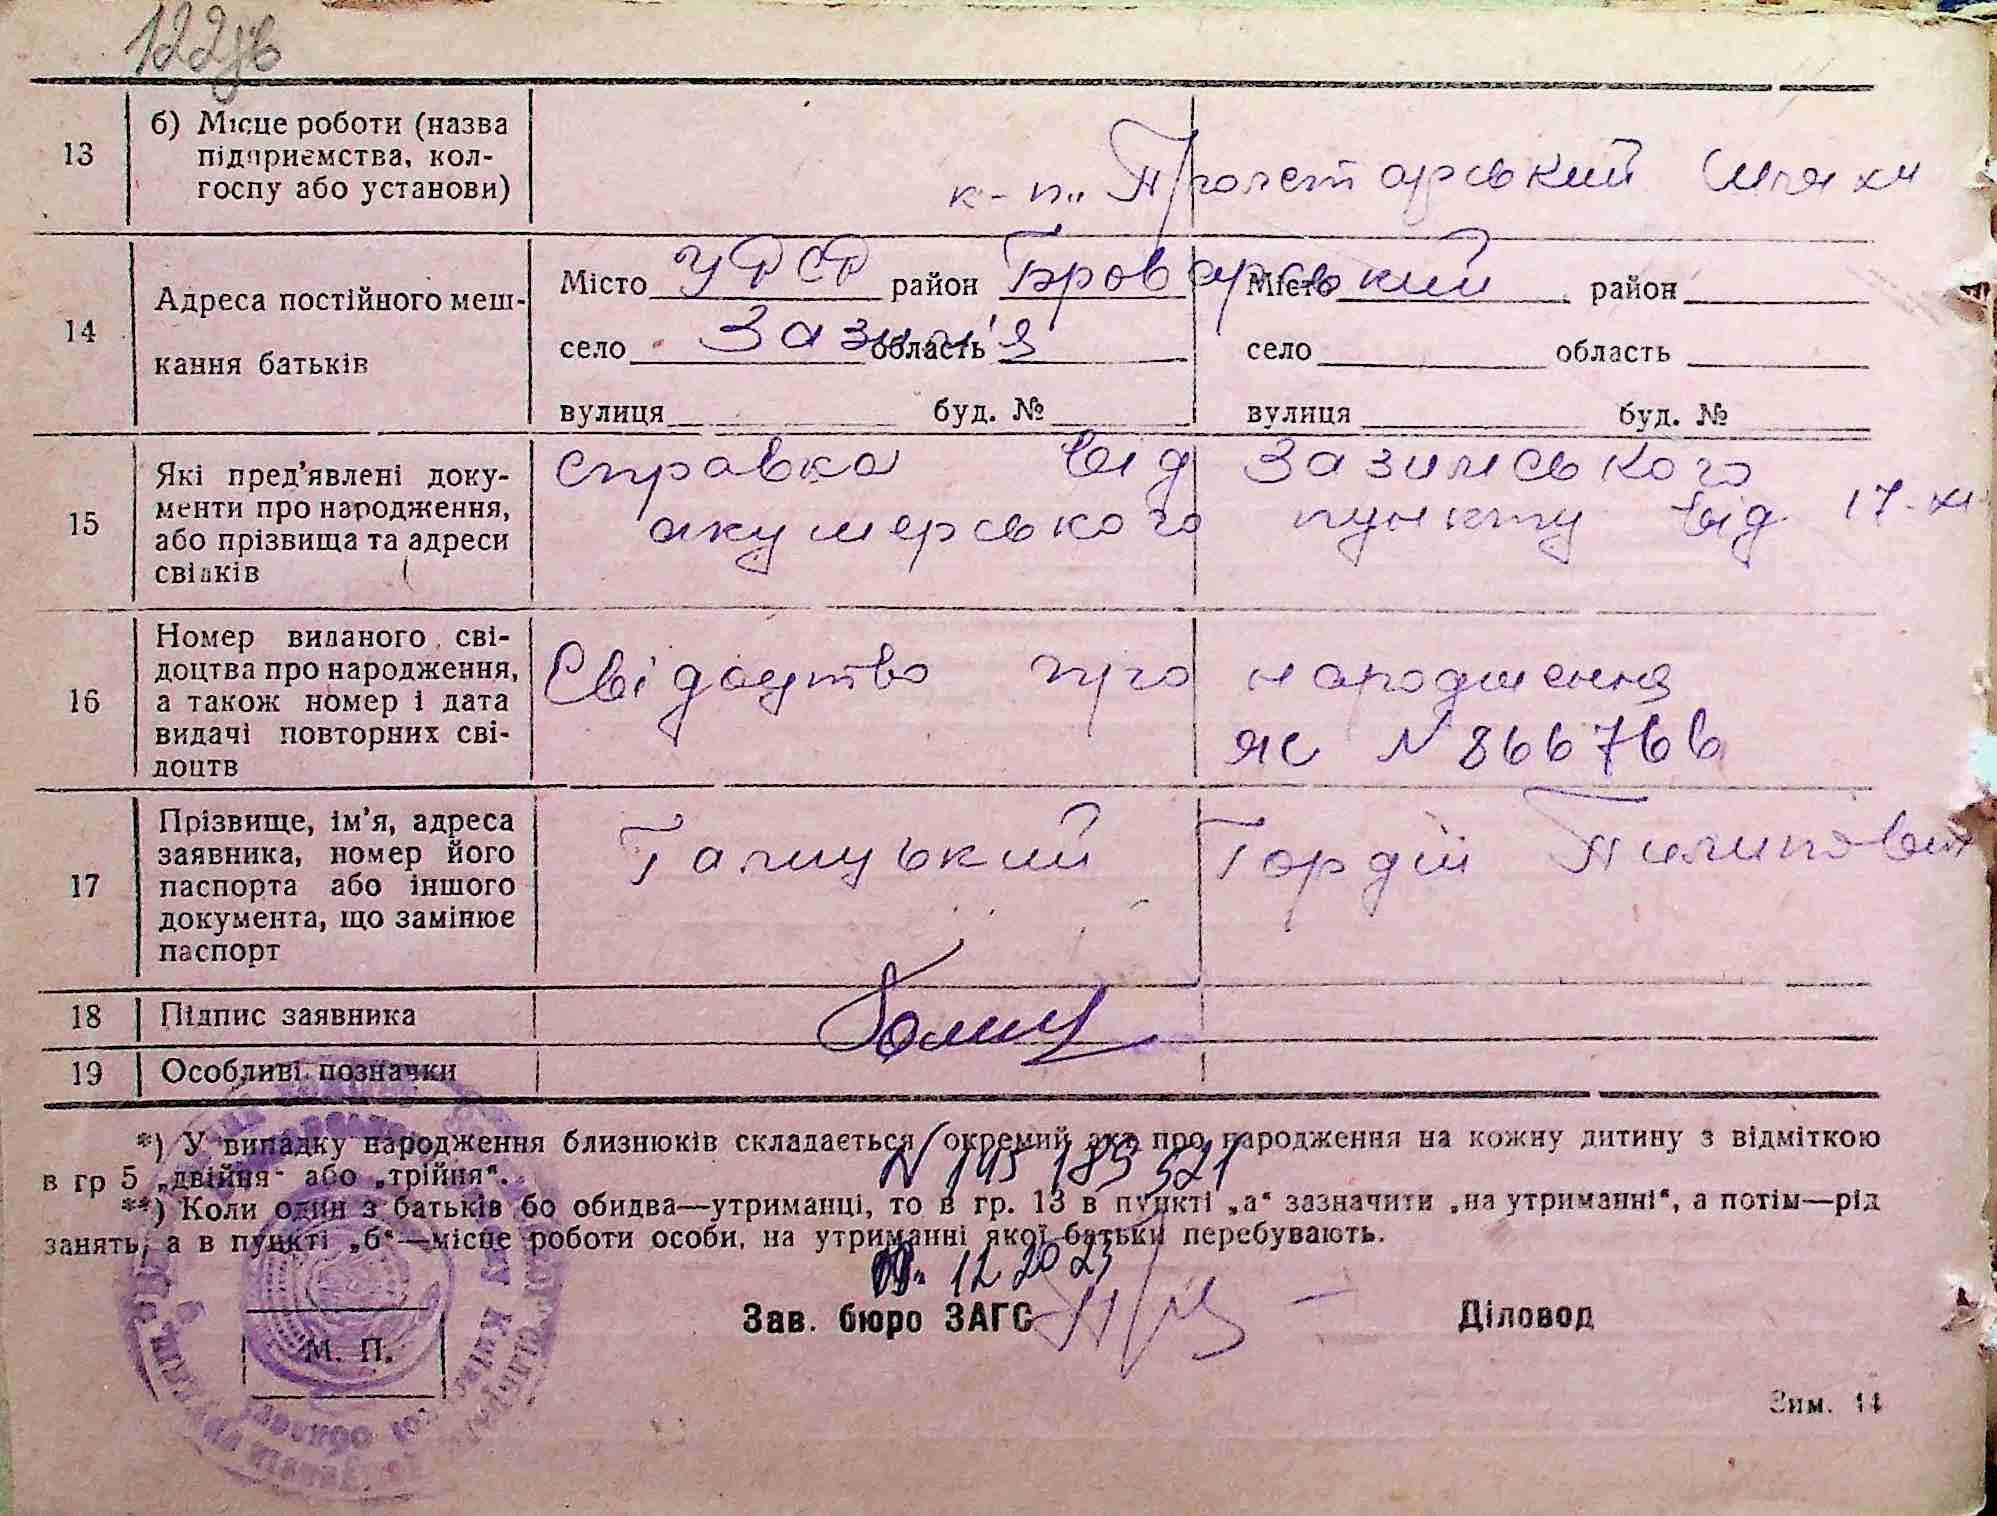 122зв
13
б) Місце роботи (назва
підприємства, кол-
госпу або установи)
к-п „Пролетарський Шлях"
14
Адреса постійного меш-
кання батьків
Місто УРСР район Броварський
село Зазим'я область
вулиця буд. №
Місто район
село область
вулиця буд. №
15
Які пред'явлені доку-
менти про народження,
або прізвища та адреси
свідків
справка від Зазимського
акушерського пункту від 17-XI
16
Номер виданого сві-
доцтва про народження,
а також номер і дата
видачі повторних сві-
доцтв
Свідоцтво про народження
ЯС N 866766
17
Прізвище, ім'я, адреса
заявника, номер його
паспорта або іншого
документа, що замінює
паспорт
Галицький Гордій Пилипович
18
Підпис заявника
19
Особливі позначки
*) У випадку народження близнюків складається окремий акт про народження на кожну дитину з відміткою
в гр 5 „двійня" або „трійня".
N 145 189 521
**) Коли один з батьків бо обидва—утриманці, то в гр. 13 в пункті „а" зазначити „на утриманні", а потім—рід
занять, а в пункті „б"—місце роботи особи, на утриманні якої батьки перебувають.
12 2023
Зав. бюро ЗАГС
Діловод
М. П.
Зим. 14